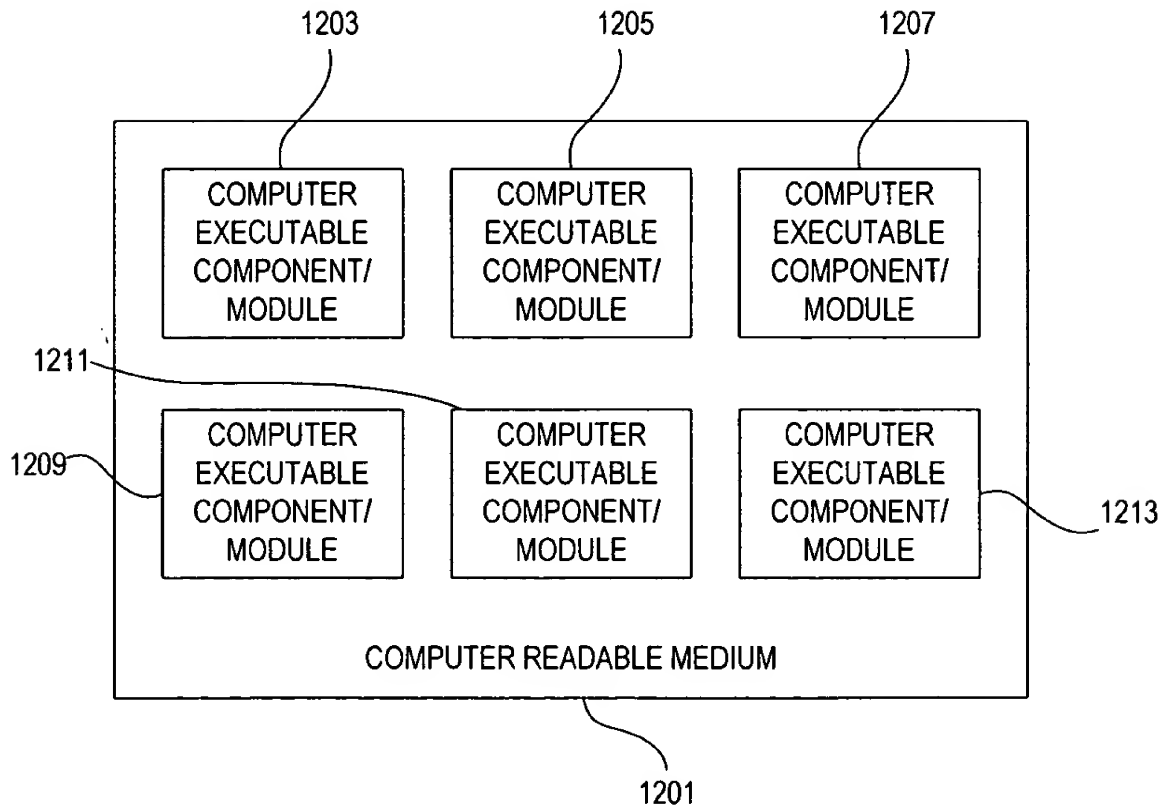 1203
1205
1207
COMPUTER
EXECUTABLE
COMPONENT/
MODULE
COMPUTER
EXECUTABLE
COMPONENT/
MODULE
COMPUTER
EXECUTABLE
COMPONENT/
MODULE
1211
1209
COMPUTER
EXECUTABLE
COMPONENT/
MODULE
COMPUTER
EXECUTABLE
COMPONENT/
MODULE
COMPUTER
EXECUTABLE
COMPONENT/
MODULE
1213
COMPUTER READABLE MEDIUM
1201